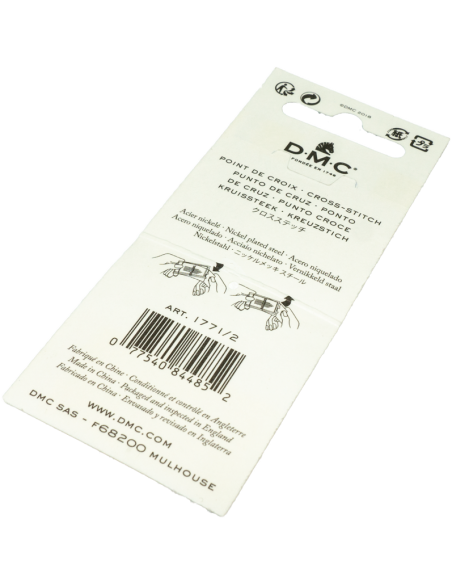 ©DMC 2018
D·M·C
FONDÉE EN 1746
POINT DE CROIX · CROSS-STITCH
PUNTO DE CRUZ · PONTO
DE CRUZ · PUNTO CROCE
KRUISSTEEK · KREUZSTICH
クロスステッチ
Acier nickelé · Nickel plated steel · Acero niquelado
Niquelado · Acciaio nichelato · Vernikkeld staal
Nickelstahl · ニッケルメッキスチール
ART. 1771/2
0 77540 84485 2
Fabriqué en Chine · Conditionné et contrôlé en Angleterre
Made in China · Packaged and inspected in England
Fabricado en China · Envasado y revisado en Inglaterra
WWW.DMC.COM
DMC SAS – F68200 MULHOUSE